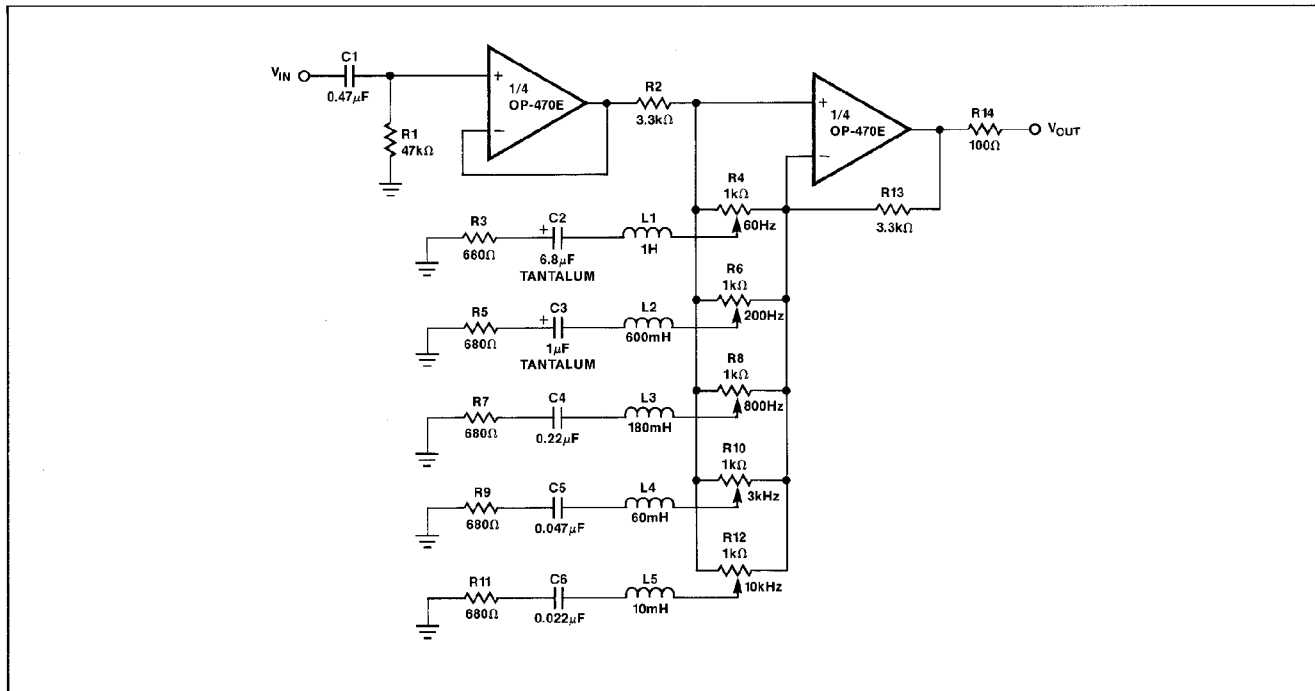 C1
V_IN
0.47μF
R1
47kΩ
+
1/4
OP-470E
−
R2
3.3kΩ
+
1/4
OP-470E
−
R14
100Ω
V_OUT
R13
3.3kΩ
R4
1kΩ
60Hz
R3
680Ω
+
C2
6.8μF
TANTALUM
L1
1H
R6
1kΩ
200Hz
R5
680Ω
+
C3
1μF
TANTALUM
L2
600mH
R8
1kΩ
800Hz
R7
680Ω
C4
0.22μF
L3
180mH
R10
1kΩ
3kHz
R9
680Ω
C5
0.047μF
L4
60mH
R12
1kΩ
10kHz
R11
680Ω
C6
0.022μF
L5
10mH